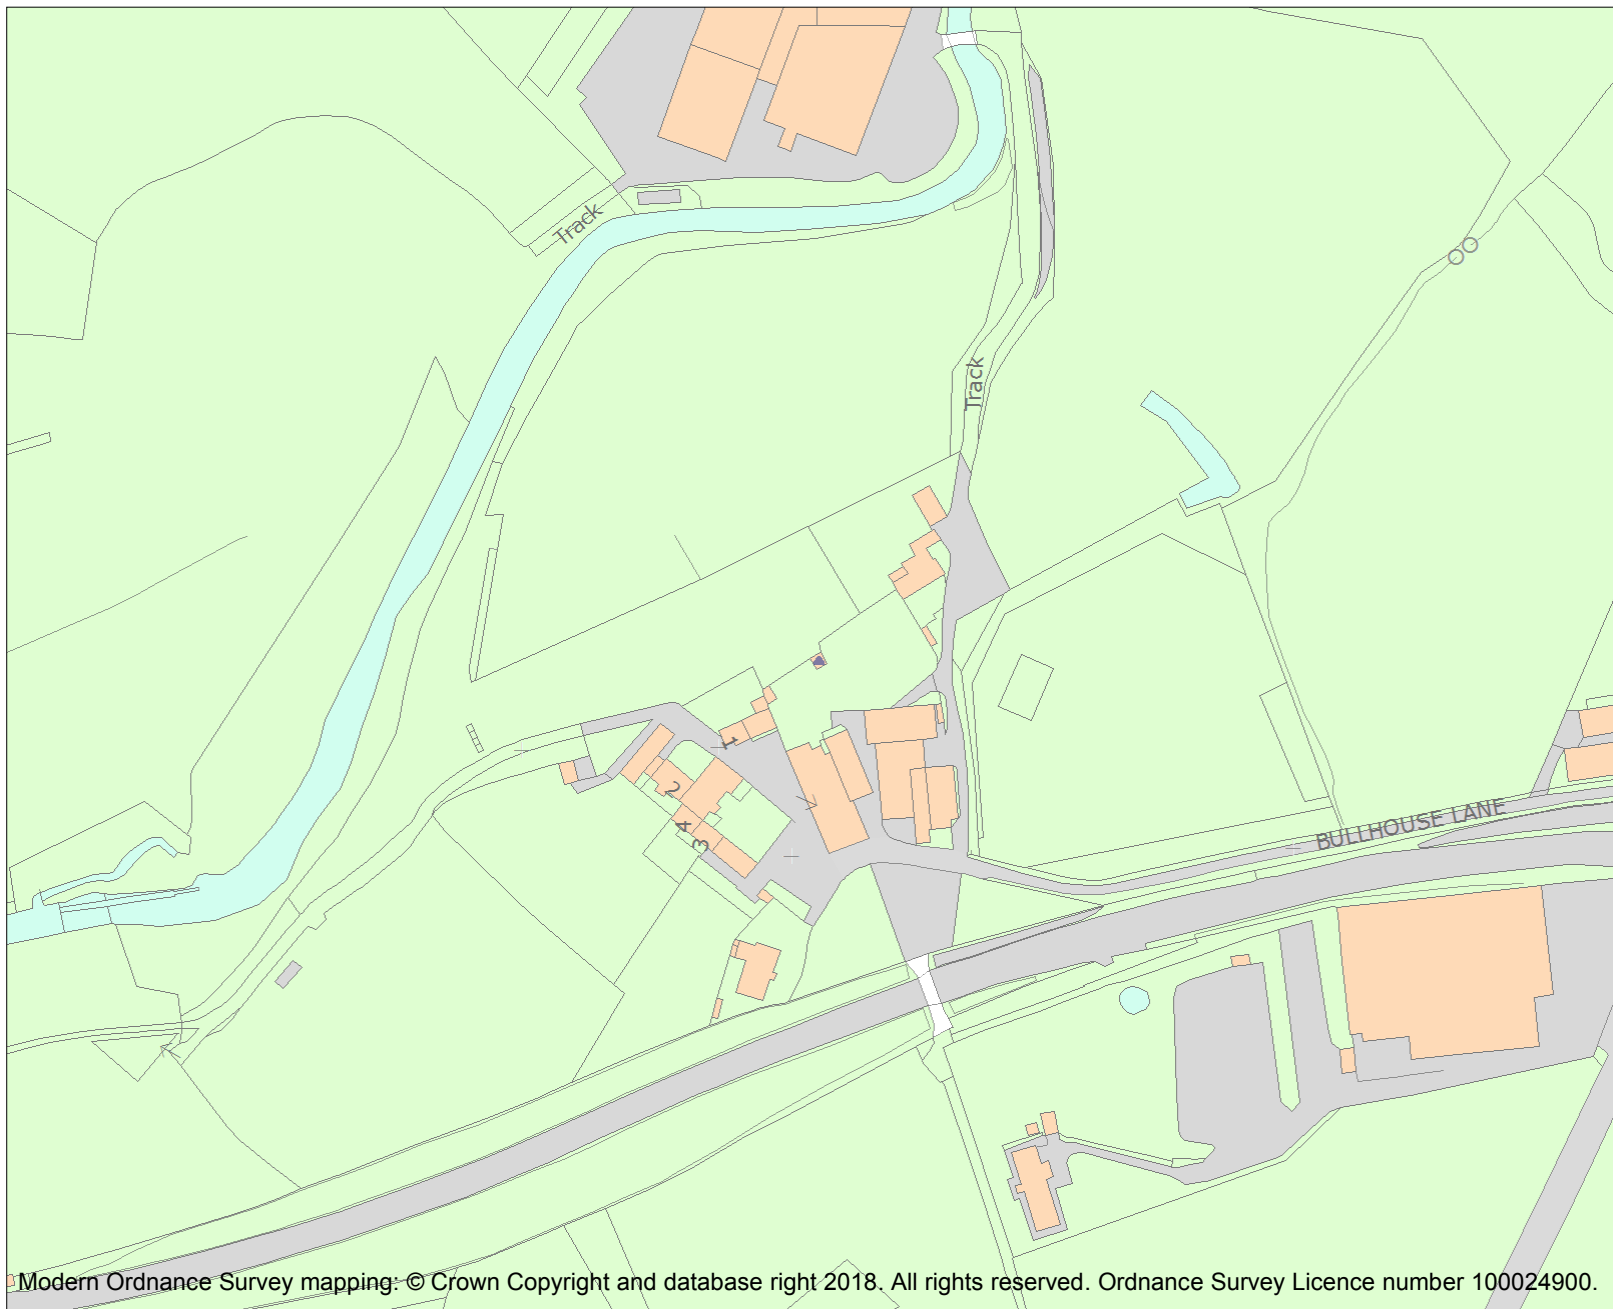 Track
Track
1
2
4
3
BULLHOUSE LANE
Modern Ordnance Survey mapping: © Crown Copyright and database right 2018. All rights reserved. Ordnance Survey Licence number 100024900.